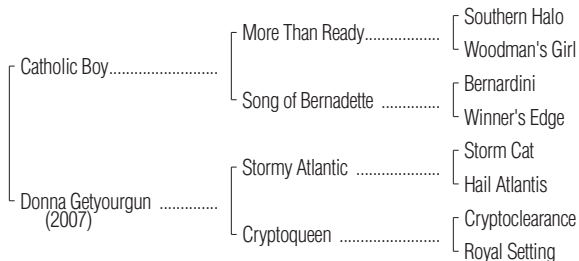 Southern Halo
More Than Ready..................
Woodman's Girl
Catholic Boy..........................
Bernardini
Song of Bernadette ..............
Winner's Edge
Storm Cat
Stormy Atlantic ....................
Hail Atlantis
Donna Getyourgun ..............
(2007)
Cryptoclearance
Cryptoqueen ........................
Royal Setting